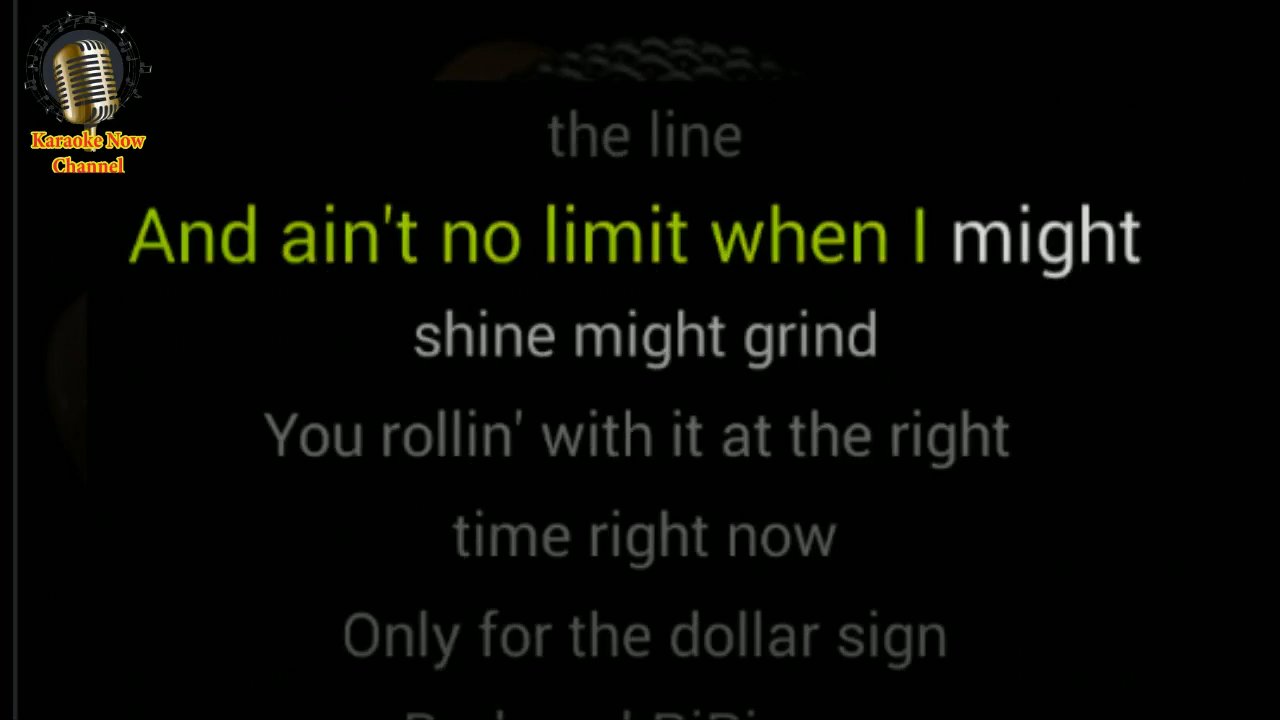 Karaoke Now
Channel
the line
And ain't no limit when I might
shine might grind
You rollin' with it at the right
time right now
Only for the dollar sign